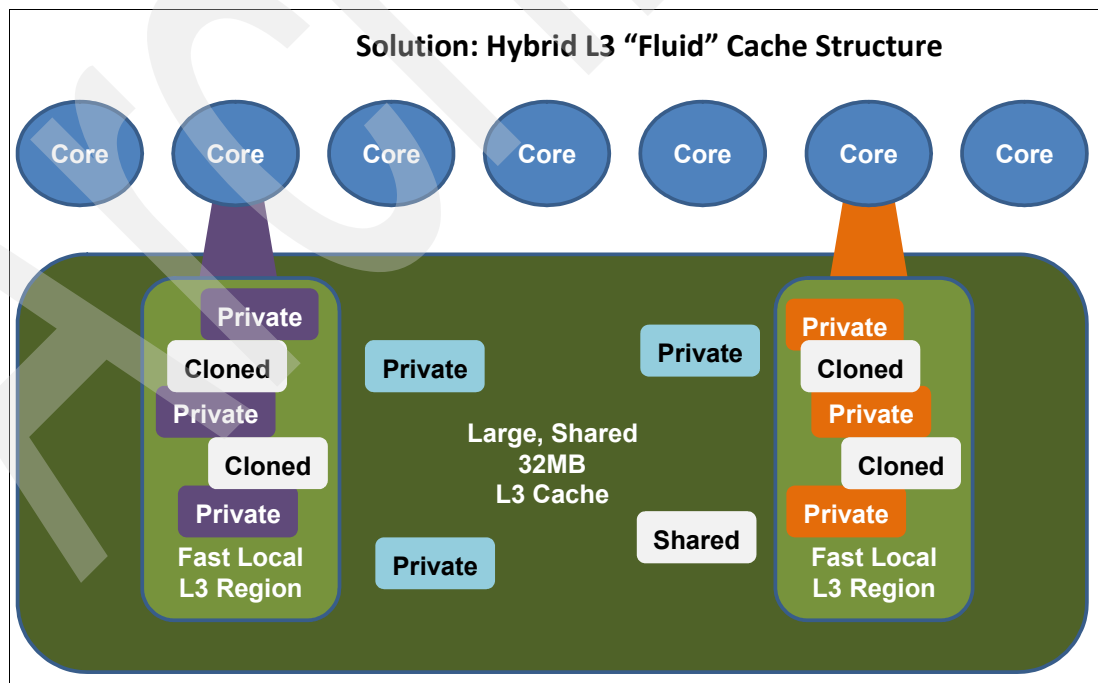 Solution: Hybrid L3 “Fluid” Cache Structure
Core Core Core Core Core Core Core
Private
Cloned
Private
Cloned
Private
Fast Local
L3 Region
Private
Private
Large, Shared
32MB
L3 Cache
Private
Shared
Private
Cloned
Private
Cloned
Private
Fast Local
L3 Region